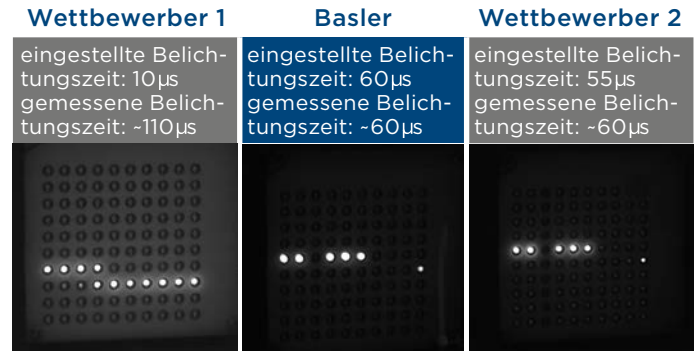 Wettbewerber 1
Basler
Wettbewerber 2
eingestellte Belich-
tungszeit: 10µs
gemessene Belich-
tungszeit: ~110µs
eingestellte Belich-
tungszeit: 60µs
gemessene Belich-
tungszeit: ~60µs
eingestellte Belich-
tungszeit: 55µs
gemessene Belich-
tungszeit: ~60µs